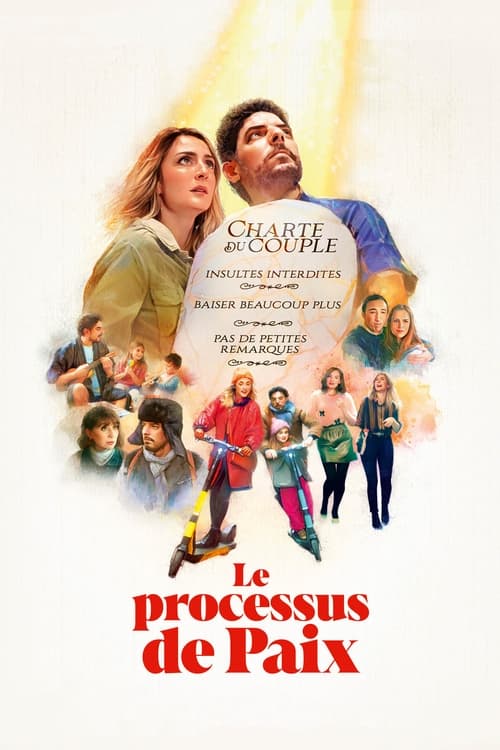 CHARTE
DU COUPLE
INSULTES INTERDITES
BAISER BEAUCOUP PLUS
PAS DE PETITES
REMARQUES
Le
processus
de Paix